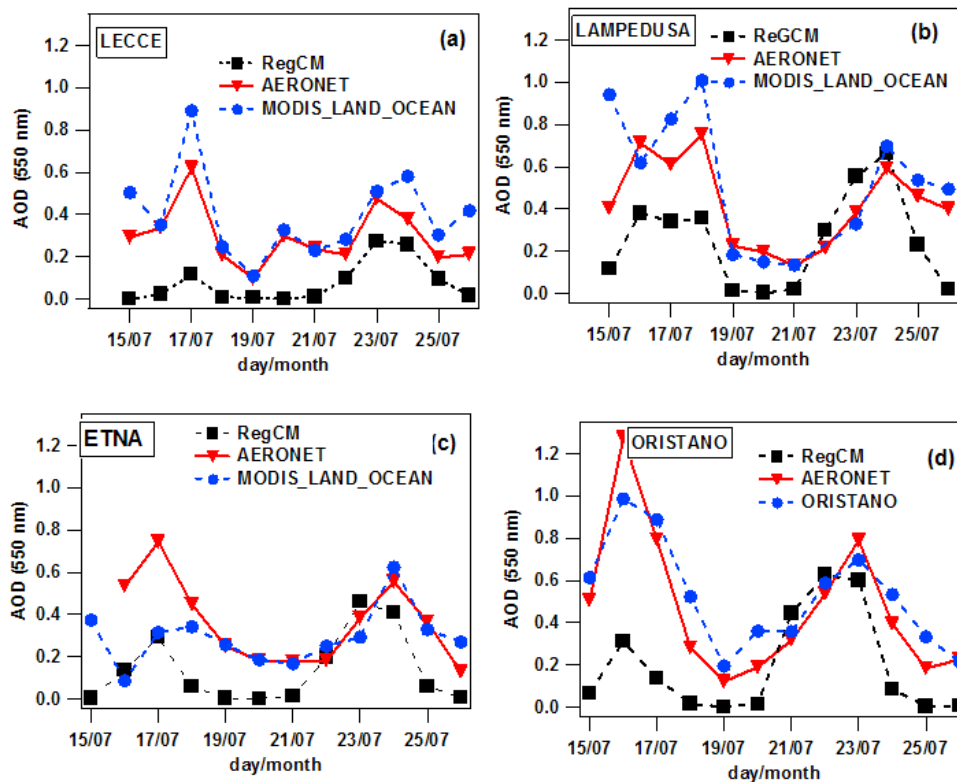 LECCE
(a)
RegCM
AERONET
MODIS_LAND_OCEAN
AOD (550 nm)
1.2
1.0
0.8
0.6
0.4
0.2
0.0
15/07 17/07 19/07 21/07 23/07 25/07
day/month
LAMPEDUSA
(b)
ReGCM
AERONET
MODIS_LAND_OCEAN
AOD (550 nm)
1.2
1.0
0.8
0.6
0.4
0.2
0.0
15/07 17/07 19/07 21/07 23/07 25/07
day/month
ETNA
(c)
RegCM
AERONET
MODIS_LAND_OCEAN
AOD (550 nm)
1.2
1.0
0.8
0.6
0.4
0.2
0.0
15/07 17/07 19/07 21/07 23/07 25/07
day/month
ORISTANO
(d)
RegCM
AERONET
ORISTANO
AOD (550 nm)
1.2
1.0
0.8
0.6
0.4
0.2
0.0
15/07 17/07 19/07 21/07 23/07 25/07
day/month